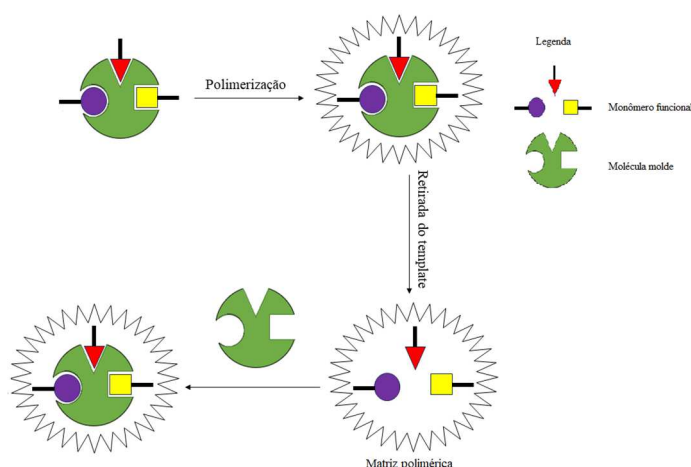 Legenda
Polimerização
Monômero funcional
Molécula molde
Retirada do template
Matriz polimérica